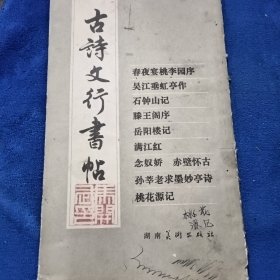 古詩文行書帖
春夜宴桃李园序
吴江垂虹亭作
石钟山记
滕王阁序
岳阳楼记
满江红
念奴娇 赤壁怀古
孙莘老求墨妙亭诗
桃花源记
湖南美术出版社